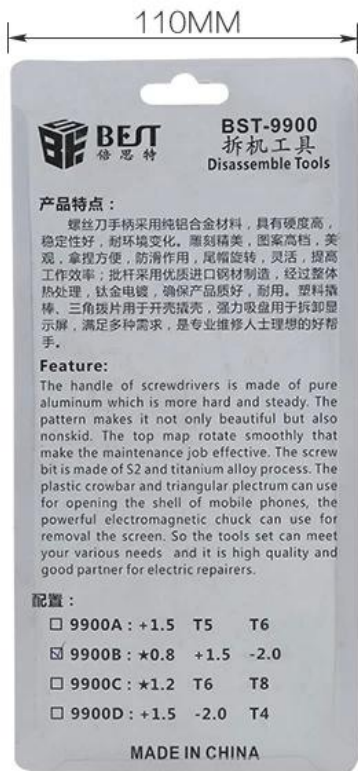 110MM
BEST
倍思特
BST-9900
拆机工具
Disassemble Tools
产品特点：
螺丝刀手柄采用纯铝合金材料，具有硬度高，
稳定性好，耐环境变化。雕刻精美，图案高档，美
观，拿捏方便，防滑作用，尾帽旋转，灵活，提高
工作效率；批杆采用优质进口钢材制造，经过整体
热处理，钛金电镀，确保产品质好，耐用。塑料撬
棒、三角拨片用于开壳撬壳，强力吸盘用于拆卸显
示屏，满足多种需求，是专业维修人士理想的好帮
手。
Feature:
The handle of screwdrivers is made of pure
aluminum which is more hard and steady. The
pattern makes it not only beautiful but also
nonskid. The top map rotate smoothly that
make the maintenance job effective. The screw
bit is made of S2 and titanium alloy process. The
plastic crowbar and triangular plectrum can use
for opening the shell of mobile phones, the
powerful electromagnetic chuck can use for
removal the screen. So the tools set can meet
your various needs and it is high quality and
good partner for electric repairers.
配置：
☐ 9900A : +1.5 T5 T6
☑ 9900B : ★0.8 +1.5 -2.0
☐ 9900C : ★1.2 T6 T8
☐ 9900D : +1.5 -2.0 T4
MADE IN CHINA